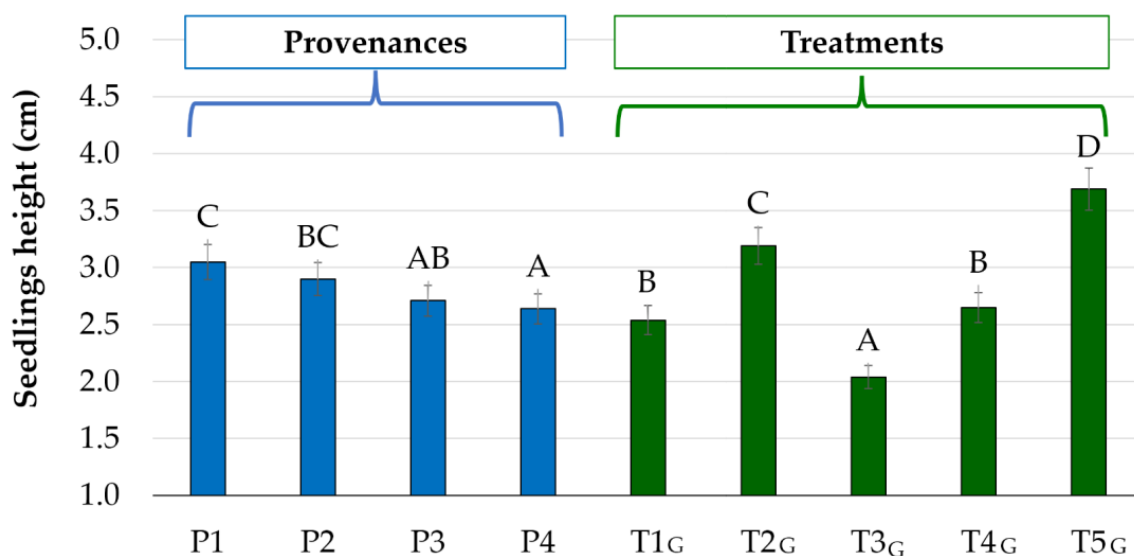 Seedlings height (cm)
5.0
4.5
4.0
3.5
3.0
2.5
2.0
1.5
1.0
Provenances
Treatments
C
BC
AB
A
B
C
A
B
D
P1 P2 P3 P4 T1G T2G T3G T4G T5G